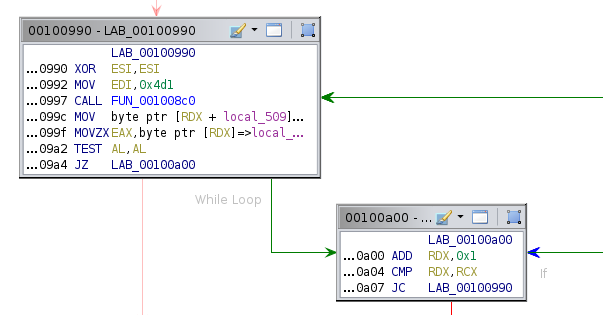 00100990 - LAB_00100990
LAB_00100990
...0990 XOR ESI,ESI
...0992 MOV EDI,0x4d1
...0997 CALL FUN_001008c0
...099c MOV byte ptr [RDX + local_509]...
...099f MOVZX EAX,byte ptr [RDX]=>local_...
...09a2 TEST AL,AL
...09a4 JZ LAB_00100a00
While Loop
00100a00 - ...
LAB_00100a00
...0a00 ADD RDX,0x1
...0a04 CMP RDX,RCX
...0a07 JC LAB_00100990
If